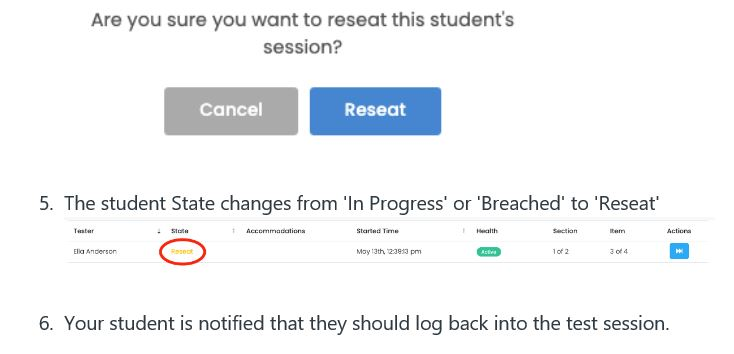 Are you sure you want to reseat this student's
session?
Cancel Reseat
5. The student State changes from 'In Progress' or 'Breached' to 'Reseat'
Tester State Accommodations Started Time Health Section Item Actions
Ella Anderson Reseat May 13th, 12:39:13 pm Active 1 of 2 3 of 4
6. Your student is notified that they should log back into the test session.